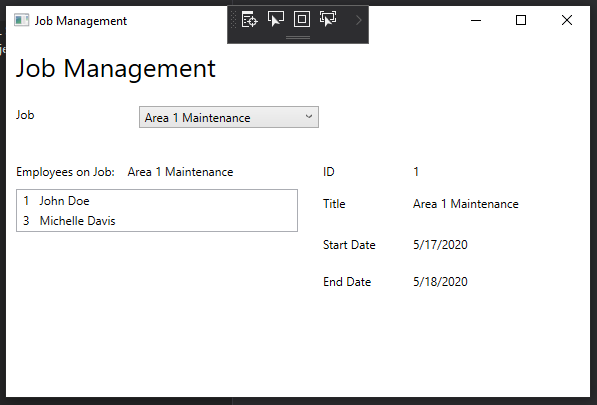 Job Management
Job Management
Job Area 1 Maintenance
Employees on Job: Area 1 Maintenance
1 John Doe
3 Michelle Davis
ID 1
Title Area 1 Maintenance
Start Date 5/17/2020
End Date 5/18/2020